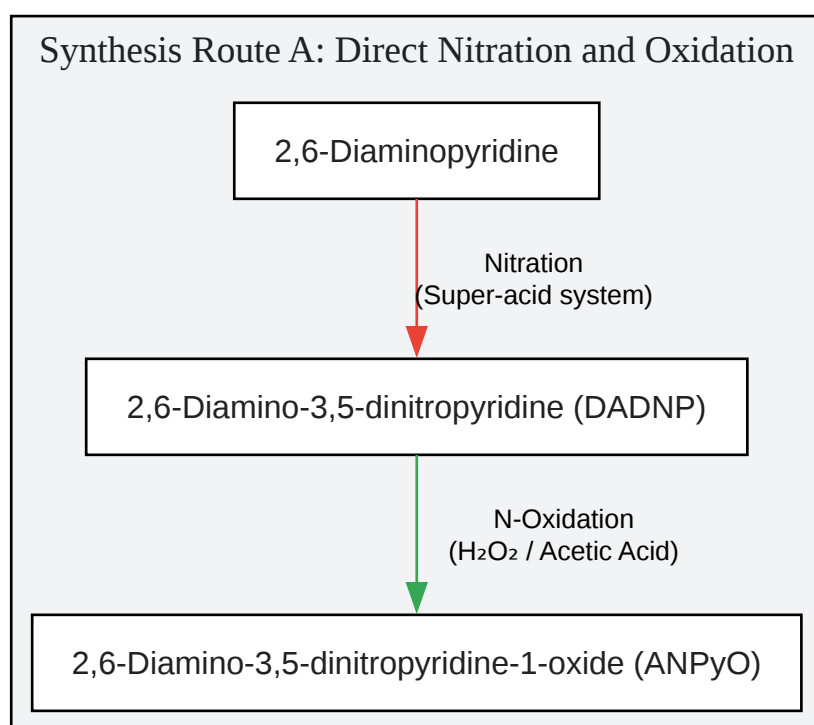 Synthesis Route A: Direct Nitration and Oxidation
2,6-Diaminopyridine
Nitration
(Super-acid system)
2,6-Diamino-3,5-dinitropyridine (DADNP)
N-Oxidation
(H₂O₂ / Acetic Acid)
2,6-Diamino-3,5-dinitropyridine-1-oxide (ANPyO)